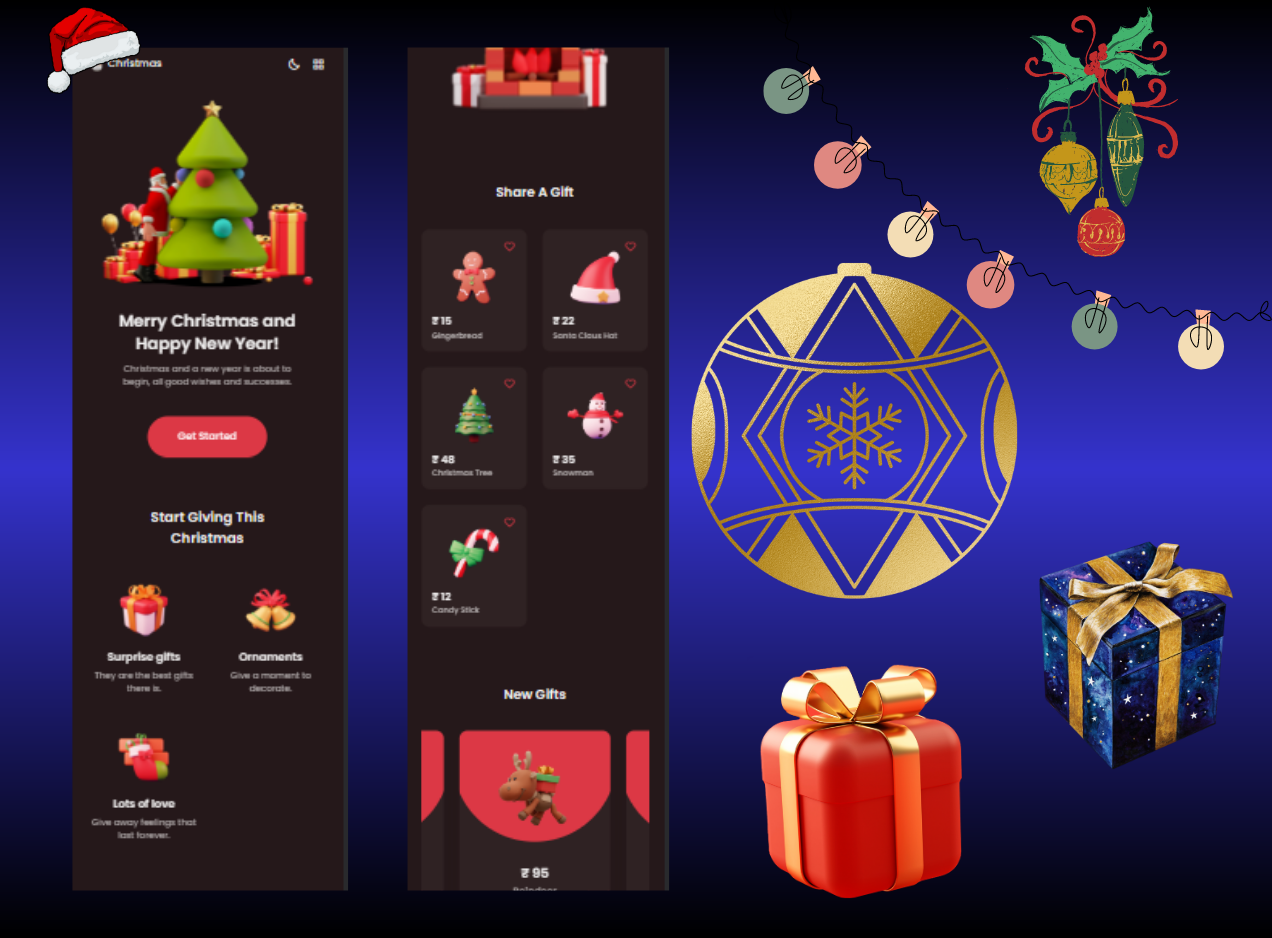 Christmas
Merry Christmas and
Happy New Year!
Christmas and a new year is about to
begin, all good wishes and successes.
Get Started
Start Giving This
Christmas
Surprise gifts
They are the best gifts
there is.
Ornaments
Give a moment to
decorate.
Lots of love
Give away feelings that
last forever.
Share A Gift
₹ 15
Gingerbread
₹ 22
Santa Claus Hat
₹ 48
Christmas Tree
₹ 35
Snowman
₹ 12
Candy Stick
New Gifts
₹ 95
Reindeer